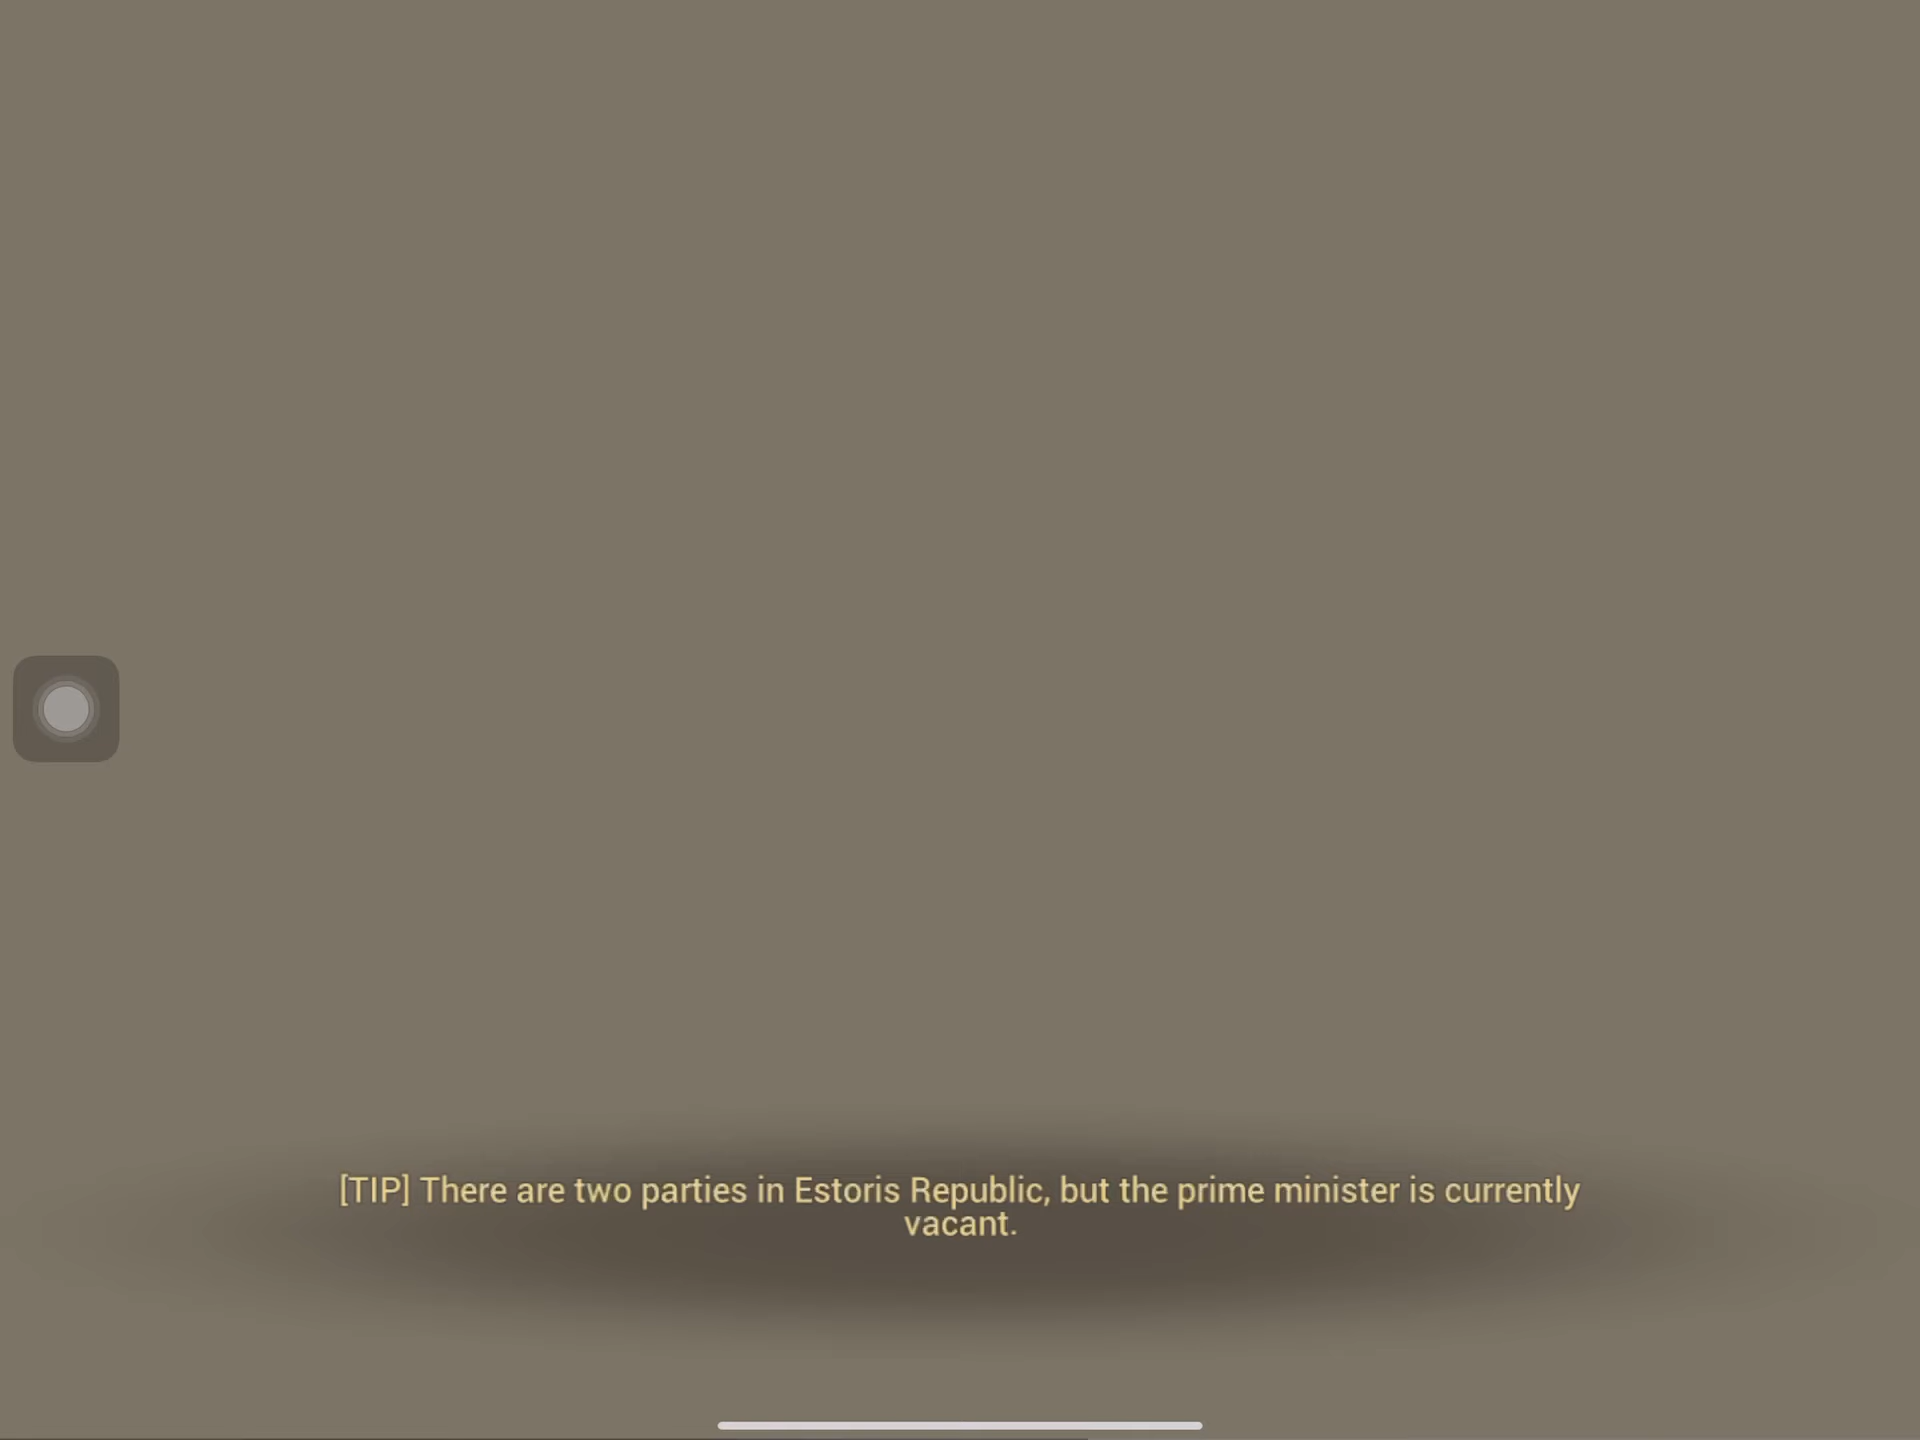 [TIP] There are two parties in Estoris Republic, but the prime minister is currently
vacant.